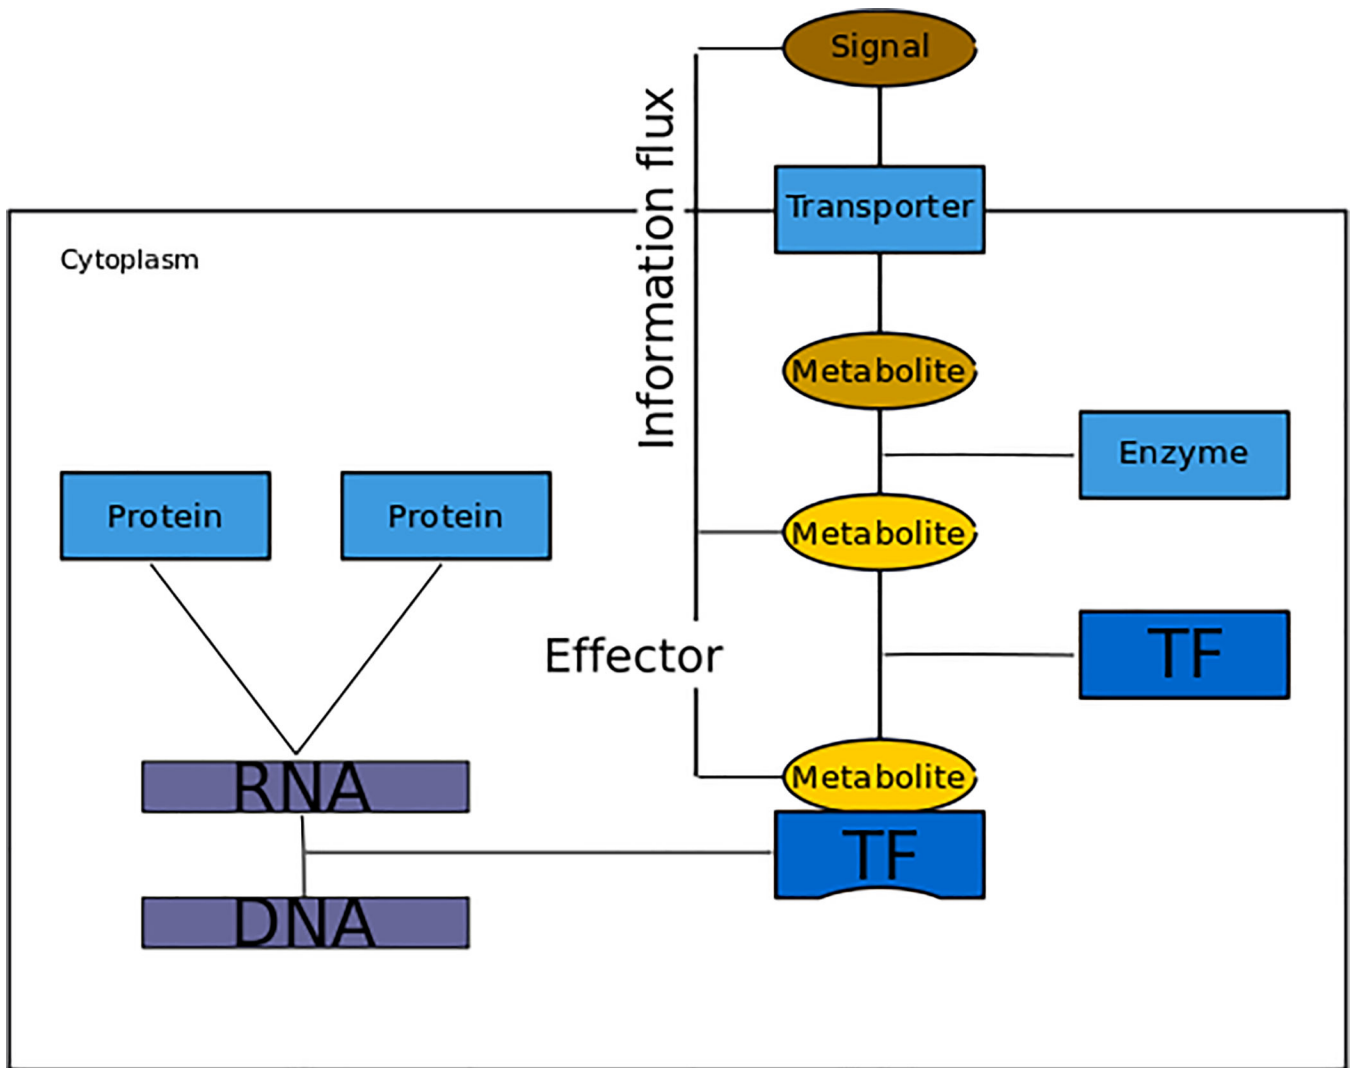 Signal
Information flux
Transporter
Cytoplasm
Metabolite
Enzyme
Protein
Protein
Metabolite
Effector
TF
RNA
Metabolite
TF
DNA